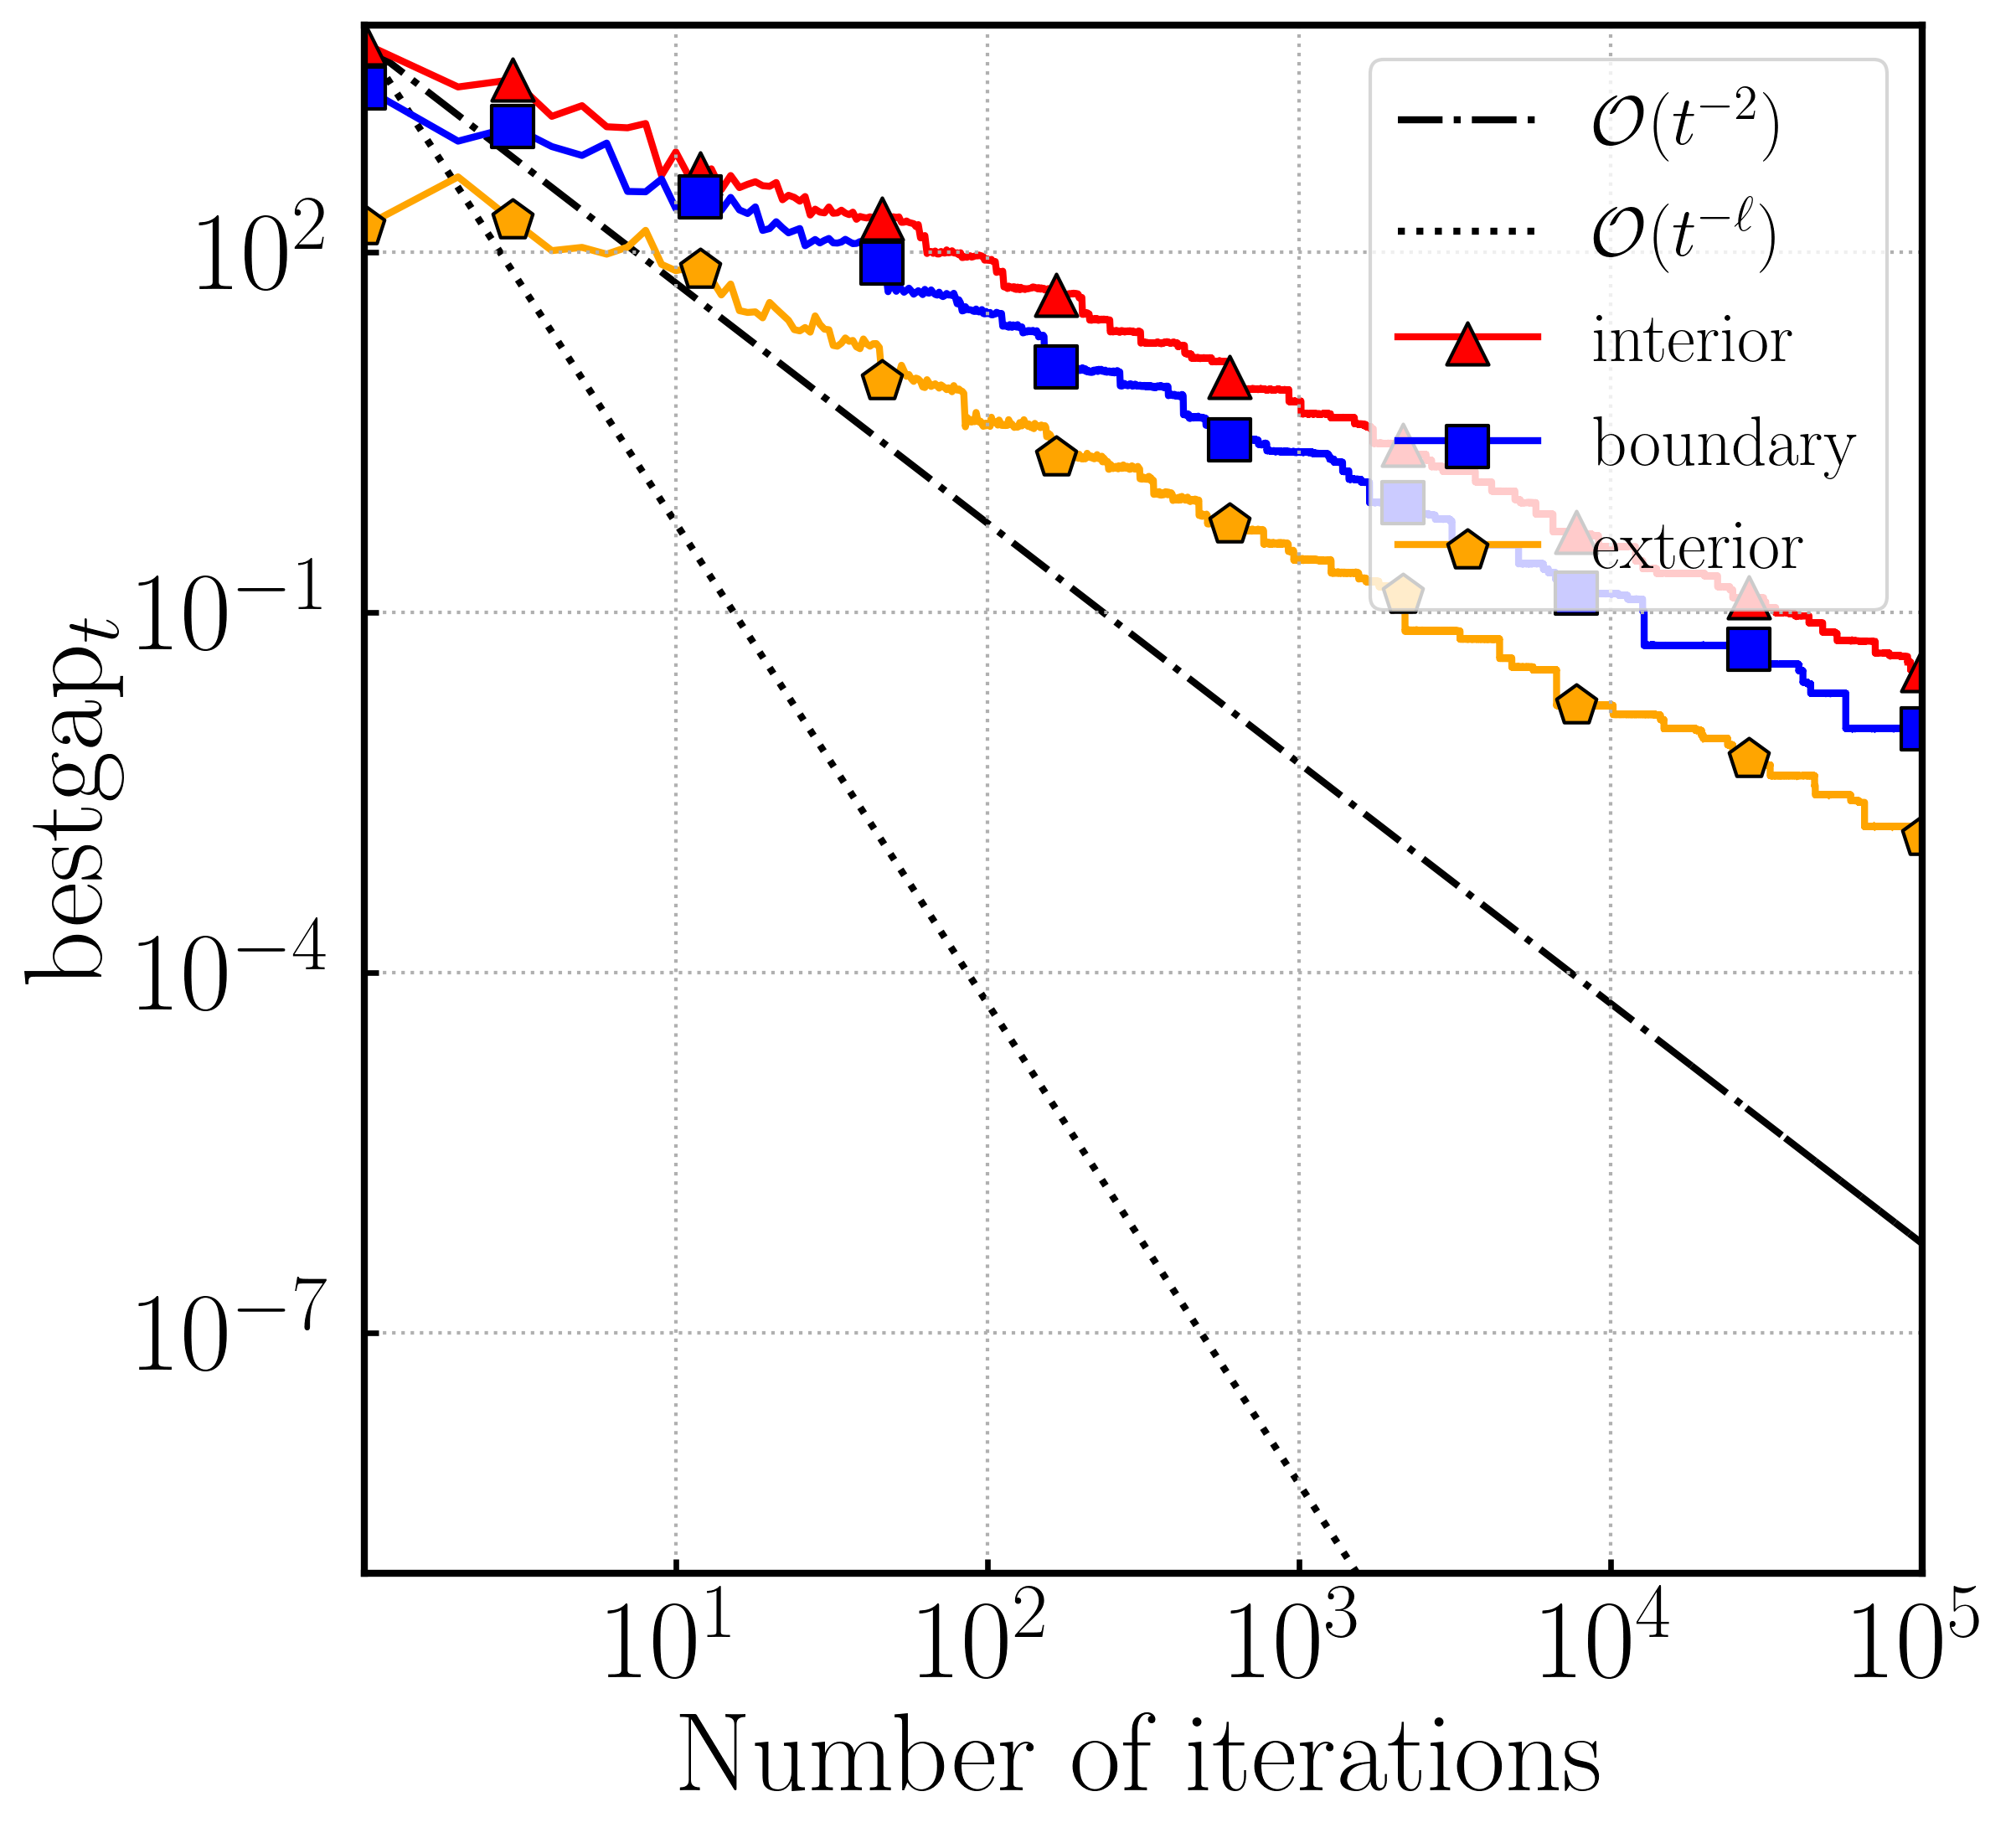 𝒪(t⁻²)
𝒪(t^{−ℓ})
interior
boundary
exterior
10²
10⁻¹
10⁻⁴
10⁻⁷
bestgapₜ
10¹ 10² 10³ 10⁴ 10⁵
Number of iterations